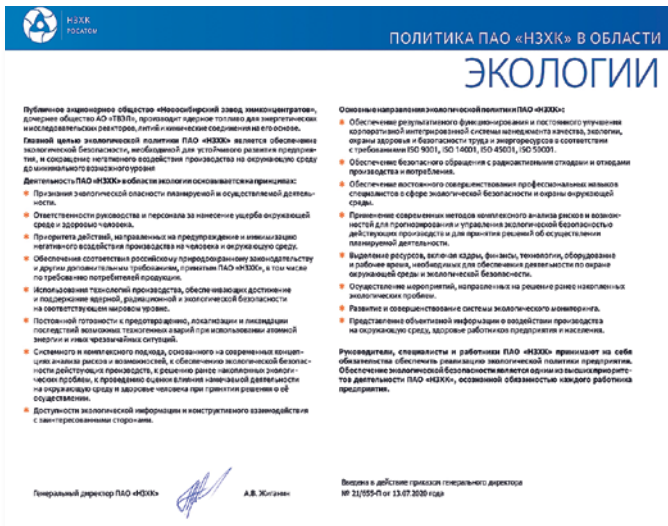 НЗХК
РОСАТОМ
ПОЛИТИКА ПАО «НЗХК» В ОБЛАСТИ
ЭКОЛОГИИ
Публичное акционерное общество «Новосибирский завод химконцентратов»,
дочернее общество АО «ТВЭЛ», производит ядерное топливо для энергетических
и исследовательских реакторов, литий и химические соединения на его основе.
Главной целью экологической политики ПАО «НЗХК» является обеспечение
экологической безопасности, необходимой для устойчивого развития предприя-
тия, и сокращение негативного воздействия производства на окружающую среду
до минимального возможного уровня
Деятельность ПАО «НЗХК» в области экологии основывается на принципах:
Признания экологической опасности планируемой и осуществляемой деятель-
ности.
Ответственности руководства и персонала за нанесение ущерба окружающей
среде и здоровью человека.
Приоритета действий, направленных на предупреждение и минимизацию
негативного воздействия производства на человека и окружающую среду.
Обеспечения соответствия российскому природоохранному законодательству
и другим дополнительным требованиям, принятым ПАО «НЗХК», в том числе
по требованию потребителей продукции.
Использования технологий производства, обеспечивающих достижение
и поддержание ядерной, радиационной и экологической безопасности
на соответствующем мировом уровне.
Постоянной готовности к предотвращению, локализации и ликвидации
последствий возможных техногенных аварий при использовании атомной
энергии и иных чрезвычайных ситуаций.
Системного и комплексного подхода, основанного на современных концеп-
циях анализа рисков и возможностей, к обеспечению экологической безопас-
ности действующих производств, к решению ранее накопленных экологи-
ческих проблем, к проведению оценки влияния намечаемой деятельности
на окружающую среду и здоровье человека при принятии решения о её
осуществлении.
Доступности экологической информации и конструктивного взаимодействия
с заинтересованными сторонами.
Основные направления экологической политики ПАО «НЗХК»:
Обеспечение результативного функционирования и постоянного улучшения
корпоративной интегрированной системы менеджмента качества, экологии,
охраны здоровья и безопасности труда и энергоресурсов в соответствии
с требованиями ISO 9001, ISO 14001, ISO 45001, ISO 50001.
Обеспечение безопасного обращения с радиоактивными отходами и отходами
производства и потребления.
Обеспечение постоянного совершенствования профессиональных навыков
специалистов в сфере экологической безопасности и охраны окружающей
среды.
Применение современных методов комплексного анализа рисков и возмож-
ностей для прогнозирования и управления экологической безопасностью
действующих производств и для принятия решений об осуществлении
планируемой деятельности.
Выделение ресурсов, включая кадры, финансы, технологии, оборудование
и рабочее время, необходимых для обеспечения деятельности по охране
окружающей среды и экологической безопасности.
Осуществление мероприятий, направленных на решение ранее накопленных
экологических проблем.
Развитие и совершенствование системы экологического мониторинга.
Представление объективной информации о воздействии производства
на окружающую среду, здоровье работников предприятия и населения.
Руководители, специалисты и работники ПАО «НЗХК» принимают на себя
обязательства обеспечить реализацию экологической политики предприятия.
Обеспечение экологической безопасности является одним из высших приорите-
тов деятельности ПАО «НЗХК», осознанной обязанностью каждого работника
предприятия.
Генеральный директор ПАО «НЗХК»
А.В. Жиганин
Введена в действие приказом генерального директора
№ 21/655-П от 13.07.2020 года